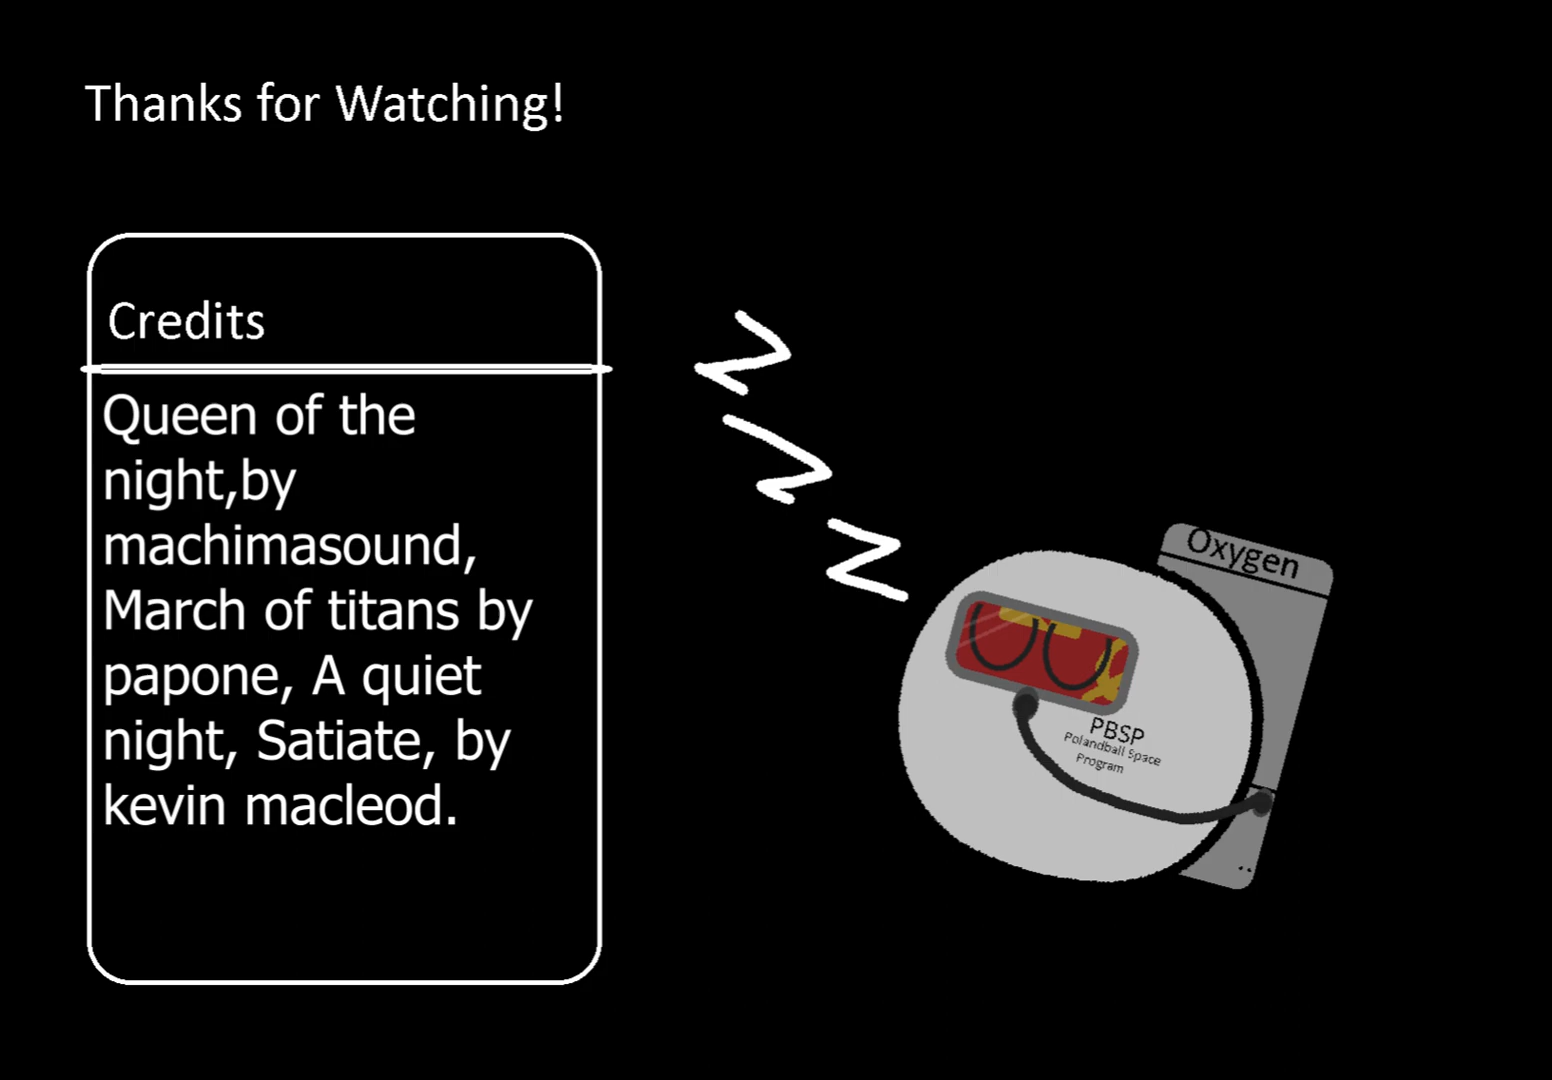 Thanks for Watching!
Credits
Queen of the
night,by
machimasound,
March of titans by
papone, A quiet
night, Satiate, by
kevin macleod.
Z
Z
Z
Oxygen
PBSP
Polandball Space
Program